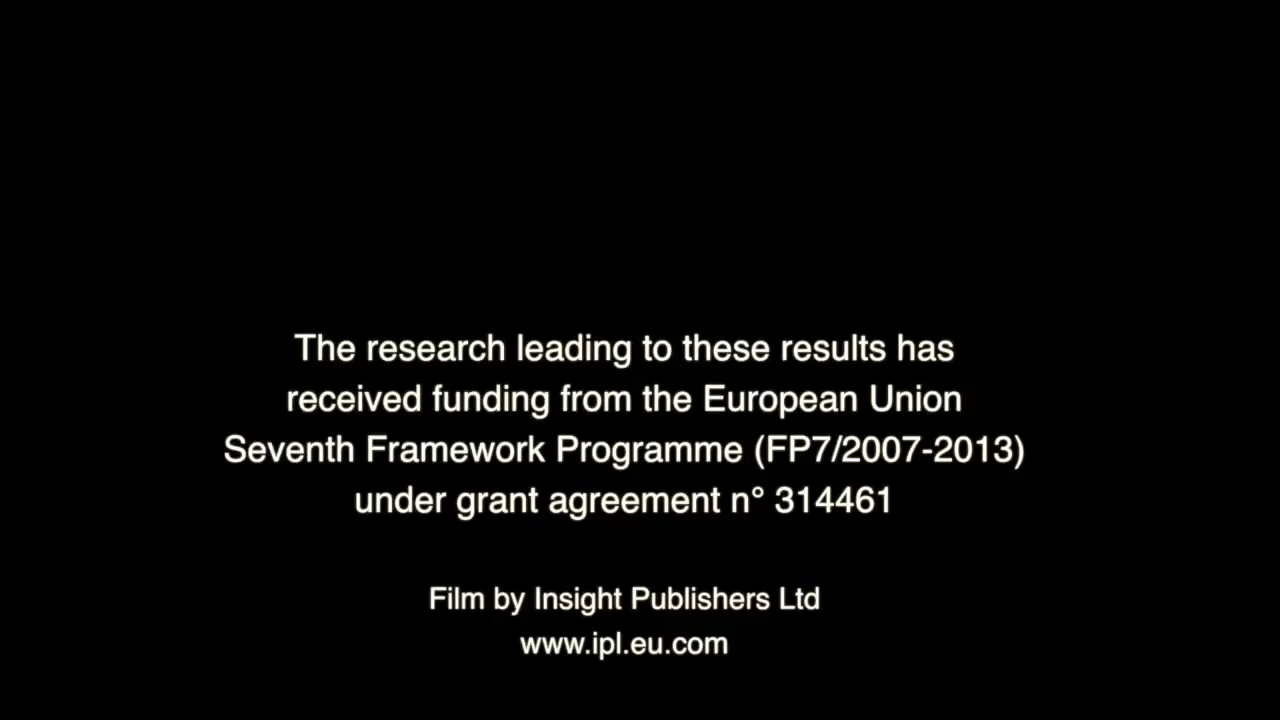 The research leading to these results has
received funding from the European Union
Seventh Framework Programme (FP7/2007-2013)
under grant agreement n° 314461
Film by Insight Publishers Ltd
www.ipl.eu.com